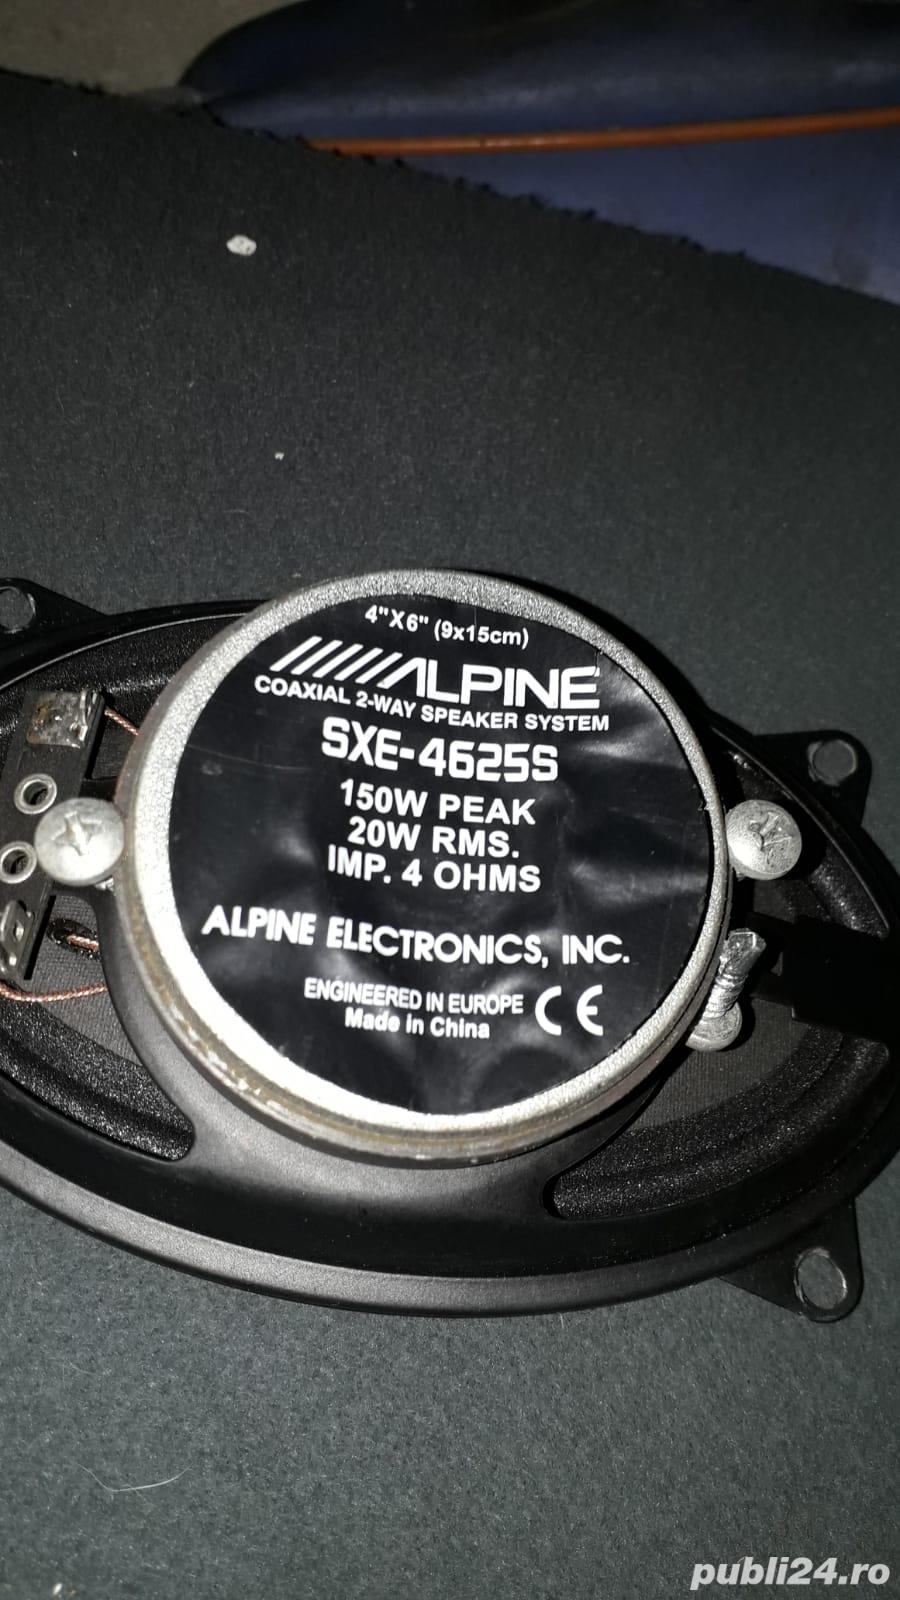 4"X6" (9x15cm)
ALPINE
COAXIAL 2-WAY SPEAKER SYSTEM
SXE-4625S
150W PEAK
20W RMS.
IMP. 4 OHMS
ALPINE ELECTRONICS, INC.
ENGINEERED IN EUROPE CE
Made in China
publi24.ro